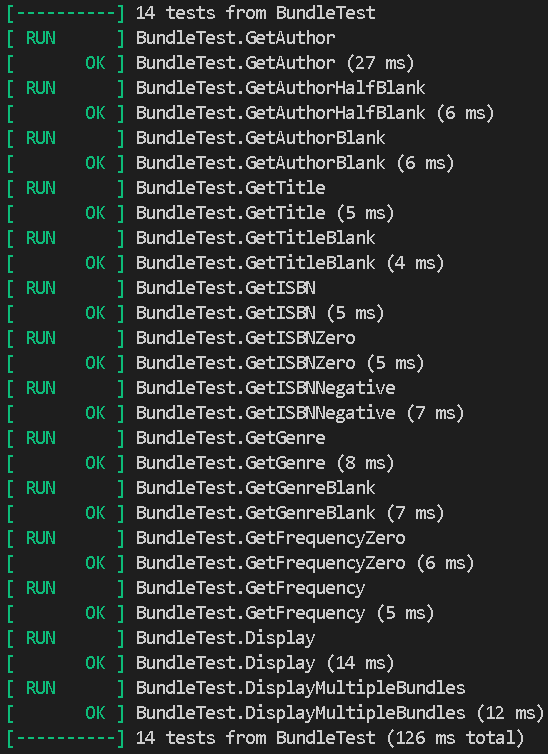 [----------] 14 tests from BundleTest
[ RUN      ] BundleTest.GetAuthor
[       OK ] BundleTest.GetAuthor (27 ms)
[ RUN      ] BundleTest.GetAuthorHalfBlank
[       OK ] BundleTest.GetAuthorHalfBlank (6 ms)
[ RUN      ] BundleTest.GetAuthorBlank
[       OK ] BundleTest.GetAuthorBlank (6 ms)
[ RUN      ] BundleTest.GetTitle
[       OK ] BundleTest.GetTitle (5 ms)
[ RUN      ] BundleTest.GetTitleBlank
[       OK ] BundleTest.GetTitleBlank (4 ms)
[ RUN      ] BundleTest.GetISBN
[       OK ] BundleTest.GetISBN (5 ms)
[ RUN      ] BundleTest.GetISBNZero
[       OK ] BundleTest.GetISBNZero (5 ms)
[ RUN      ] BundleTest.GetISBNNegative
[       OK ] BundleTest.GetISBNNegative (7 ms)
[ RUN      ] BundleTest.GetGenre
[       OK ] BundleTest.GetGenre (8 ms)
[ RUN      ] BundleTest.GetGenreBlank
[       OK ] BundleTest.GetGenreBlank (7 ms)
[ RUN      ] BundleTest.GetFrequencyZero
[       OK ] BundleTest.GetFrequencyZero (6 ms)
[ RUN      ] BundleTest.GetFrequency
[       OK ] BundleTest.GetFrequency (5 ms)
[ RUN      ] BundleTest.Display
[       OK ] BundleTest.Display (14 ms)
[ RUN      ] BundleTest.DisplayMultipleBundles
[       OK ] BundleTest.DisplayMultipleBundles (12 ms)
[----------] 14 tests from BundleTest (126 ms total)